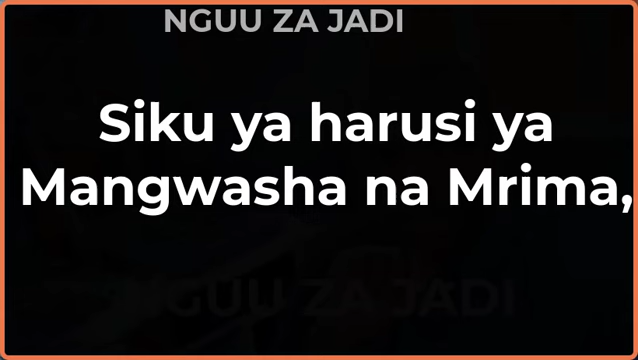 NGUU ZA JADI
Siku ya harusi ya
Mangwasha na Mrima,
NGUU ZA JADI